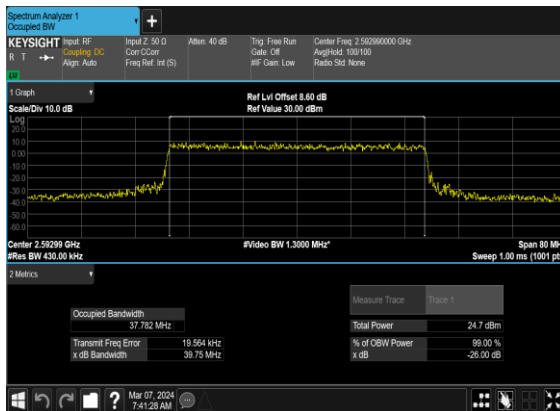 Spectrum Analyzer 1
Occupied BW
KEYSIGHT Input: RF Input Z: 50 Ω Atten: 40 dB Trig: Free Run Center Freq: 2.592990000 GHz
R T Coupling: DC Corr CCorr Gate: Off Avg|Hold: 100/100
Align: Auto Freq Ref: Int (S) #IF Gain: Low Radio Std: None
1 Graph
Scale/Div 10.0 dB Ref Lvl Offset 8.60 dB
Ref Value 30.00 dBm
Log
20.0
10.0
0.00
-10.0
-20.0
-30.0
-40.0
-50.0
-60.0
Center 2.59299 GHz #Video BW 1.3000 MHz* Span 80 MH
#Res BW 430.00 kHz Sweep 1.00 ms (1001 pts
2 Metrics
Measure Trace Trace 1
Occupied Bandwidth
37.782 MHz
Total Power 24.7 dBm
Transmit Freq Error 19.564 kHz % of OBW Power 99.00 %
x dB Bandwidth 39.75 MHz x dB -26.00 dB
Mar 07, 2024
7:41:28 AM